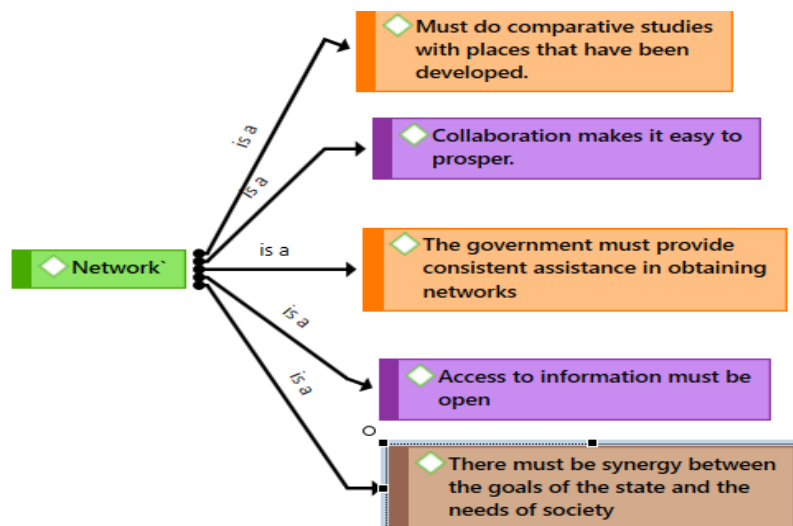 Must do comparative studies
with places that have been
developed.
is a
Collaboration makes it easy to
prosper.
is a
Network`
is a
The government must provide
consistent assistance in obtaining
networks
is a
Access to information must be
open
is a
There must be synergy between
the goals of the state and the
needs of society